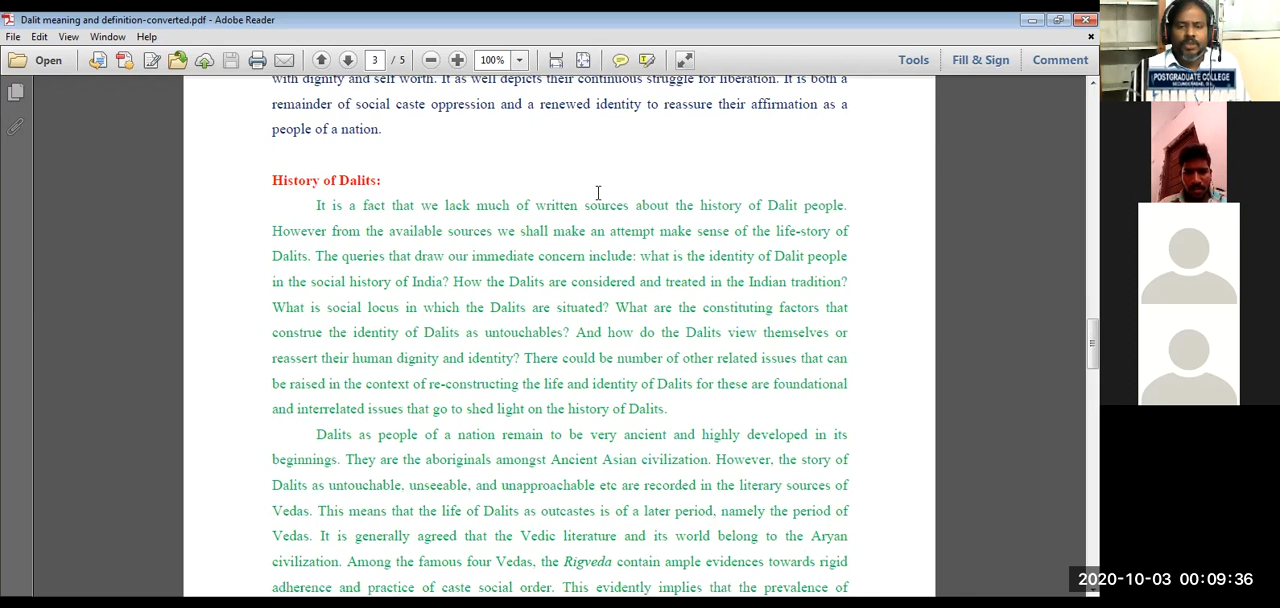 Dalit meaning and definition-converted.pdf - Adobe Reader
File Edit View Window Help
Open 3 / 5 100% Tools Fill & Sign Comment
with dignity and self worth. It as well depicts their continuous struggle for liberation. It is both a
remainder of social caste oppression and a renewed identity to reassure their affirmation as a
people of a nation.
History of Dalits:
It is a fact that we lack much of written sources about the history of Dalit people.
However from the available sources we shall make an attempt make sense of the life-story of
Dalits. The queries that draw our immediate concern include: what is the identity of Dalit people
in the social history of India? How the Dalits are considered and treated in the Indian tradition?
What is social locus in which the Dalits are situated? What are the constituting factors that
construe the identity of Dalits as untouchables? And how do the Dalits view themselves or
reassert their human dignity and identity? There could be number of other related issues that can
be raised in the context of re-constructing the life and identity of Dalits for these are foundational
and interrelated issues that go to shed light on the history of Dalits.
Dalits as people of a nation remain to be very ancient and highly developed in its
beginnings. They are the aboriginals amongst Ancient Asian civilization. However, the story of
Dalits as untouchable, unseeable, and unapproachable etc are recorded in the literary sources of
Vedas. This means that the life of Dalits as outcastes is of a later period, namely the period of
Vedas. It is generally agreed that the Vedic literature and its world belong to the Aryan
civilization. Among the famous four Vedas, the Rigveda contain ample evidences towards rigid
adherence and practice of caste social order. This evidently implies that the prevalence of
POSTGRADUATE COLLEGE
2020-10-03 00:09:36